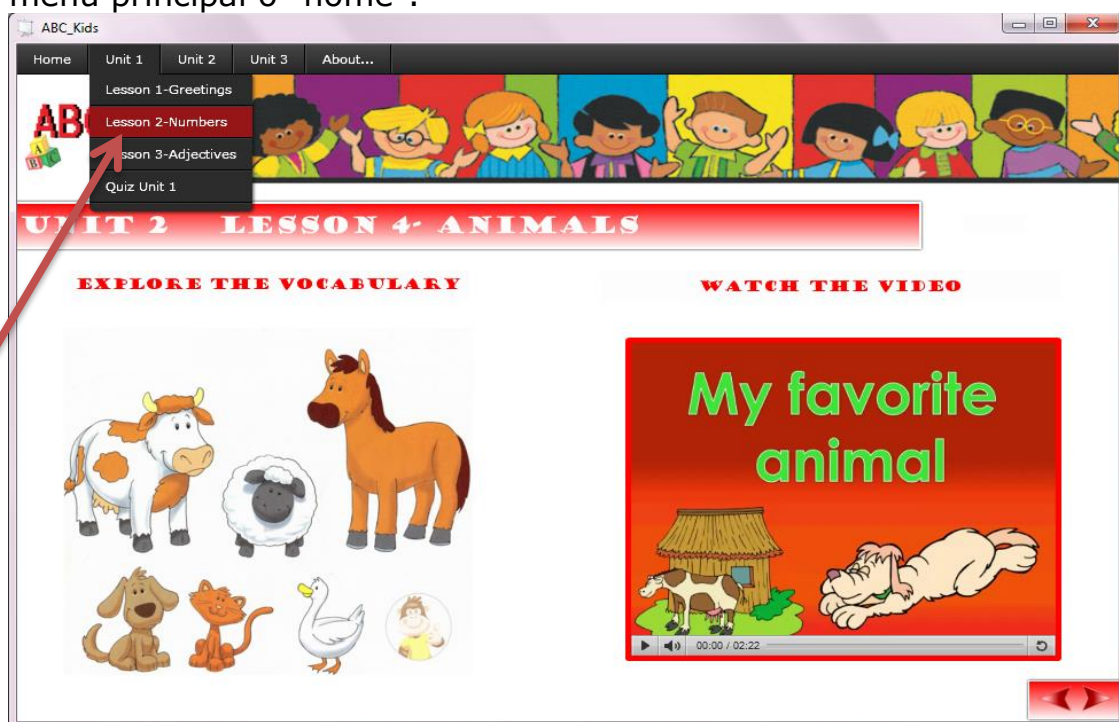 menú principal o "home".
ABC_Kids
Home Unit 1 Unit 2 Unit 3 About...
Lesson 1-Greetings
Lesson 2-Numbers
Lesson 3-Adjectives
Quiz Unit 1
AB
A B C
UNIT 2 LESSON 4- ANIMALS
EXPLORE THE VOCABULARY
WATCH THE VIDEO
My favorite
animal
00:00 / 02:22